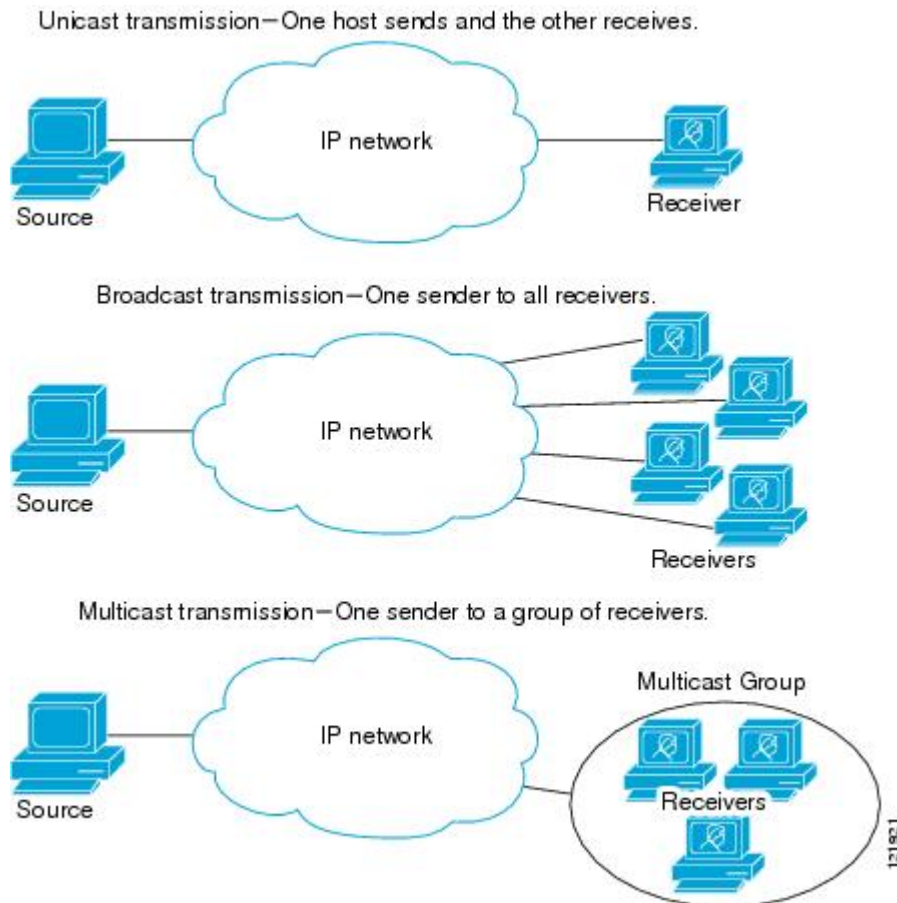 Unicast transmission—One host sends and the other receives.
IP network
Source
Receiver
Broadcast transmission—One sender to all receivers.
IP network
Source
Receivers
Multicast transmission—One sender to a group of receivers.
Multicast Group
IP network
Source
Receivers
121921